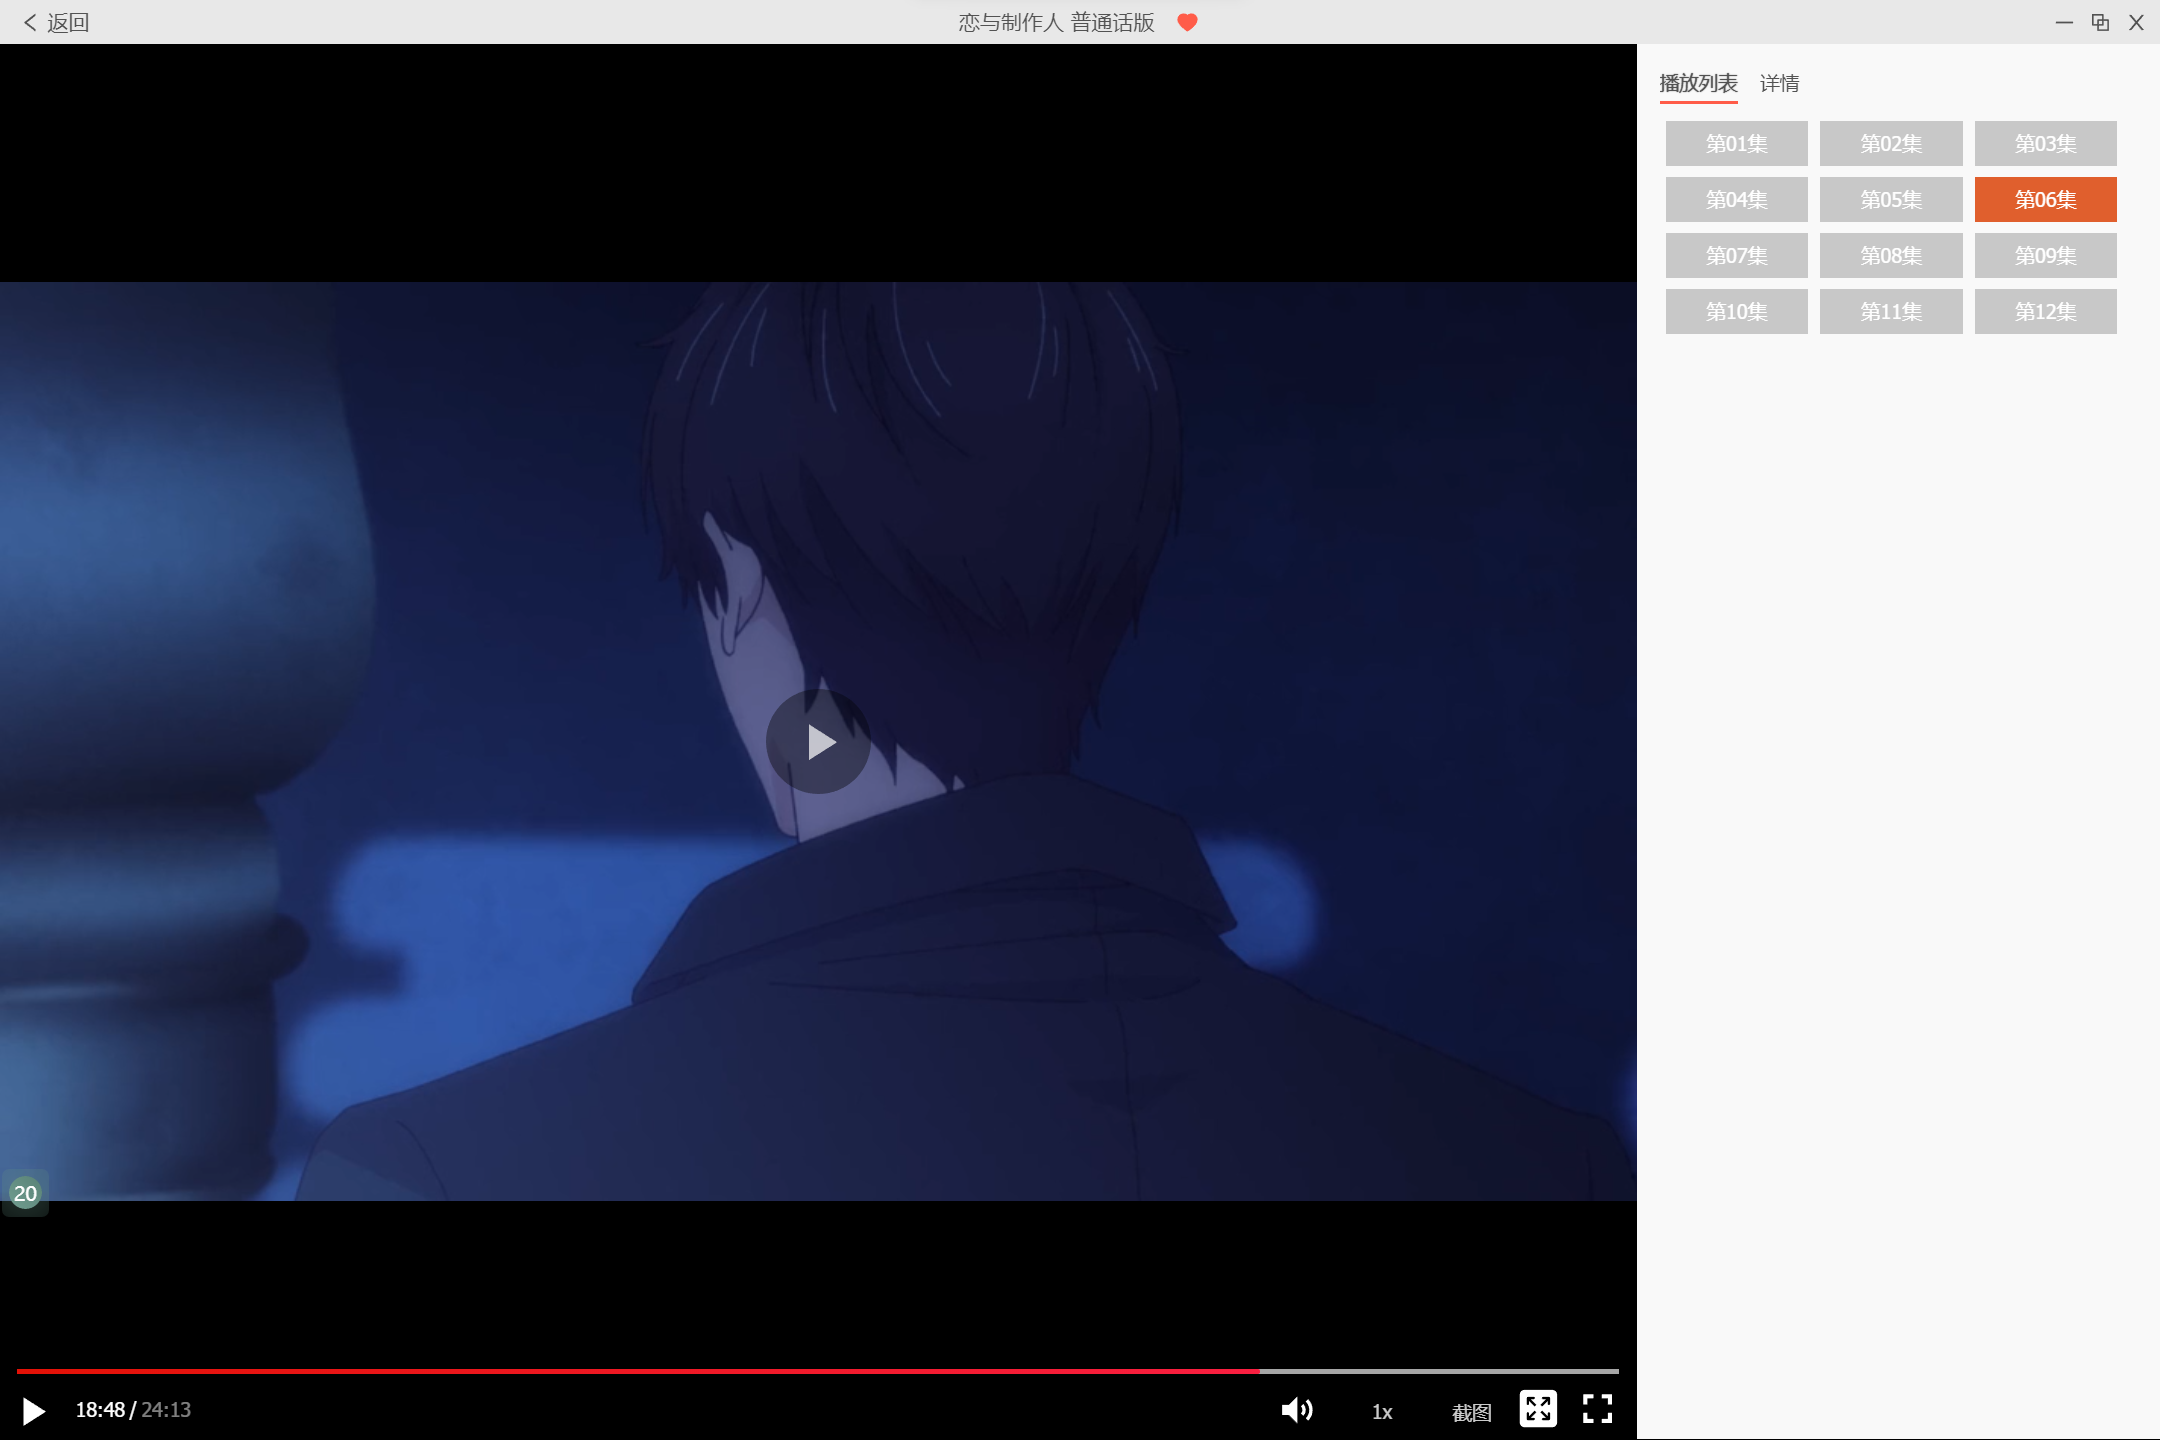 返回
恋与制作人 普通话版
播放列表 详情
第01集 第02集 第03集
第04集 第05集 第06集
第07集 第08集 第09集
第10集 第11集 第12集
20
18:48 / 24:13
1x
截图